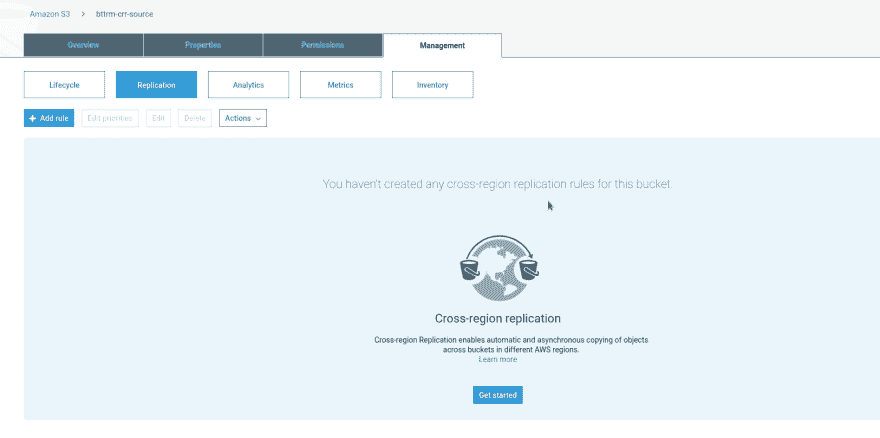 Amazon S3 > bttrm-crr-source
Overview Properties Permissions Management
Lifecycle Replication Analytics Metrics Inventory
+ Add rule Edit priorities Edit Delete Actions
You haven't created any cross-region replication rules for this bucket.
Cross-region replication
Cross-region Replication enables automatic and asynchronous copying of objects
across buckets in different AWS regions.
Learn more
Get started